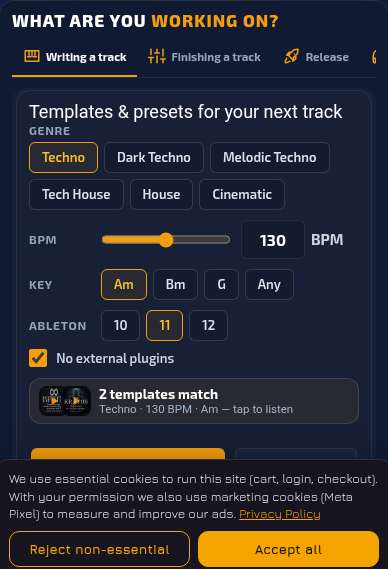 WHAT ARE YOU WORKING ON?
Writing a track
Finishing a track
Release
Templates & presets for your next track
GENRE
Techno
Dark Techno
Melodic Techno
Tech House
House
Cinematic
BPM
130
BPM
KEY
Am
Bm
G
Any
ABLETON
10
11
12
No external plugins
2 templates match
Techno · 130 BPM · Am — tap to listen
We use essential cookies to run this site (cart, login, checkout).
With your permission we also use marketing cookies (Meta
Pixel) to measure and improve our ads. Privacy Policy
Reject non-essential
Accept all